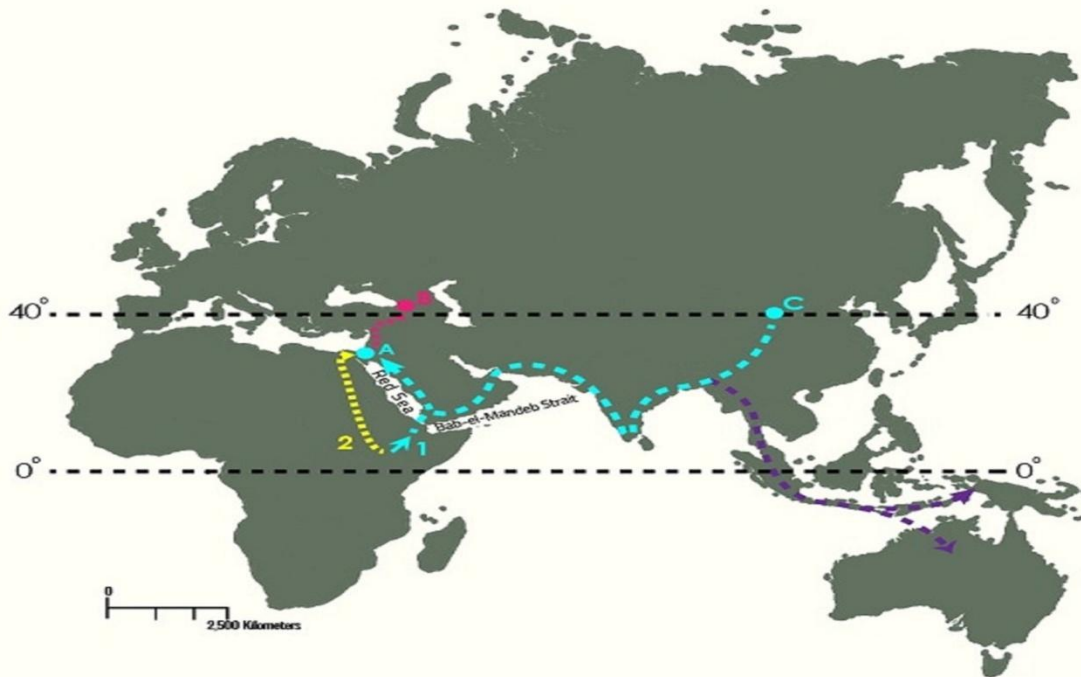 B
C
40°
40°
A
Red Sea
Bab-el-Mandeb Strait
2
1
0°
0°
0
2,500 Kilometers